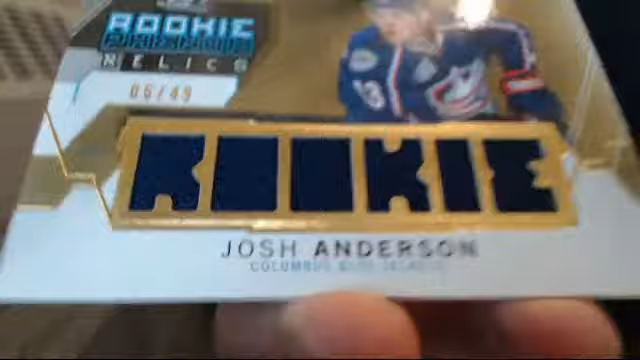 ROOKIE
RELICS
06/49
ROOKIE
JOSH ANDERSON
COLUMBUS BLUE JACKETS